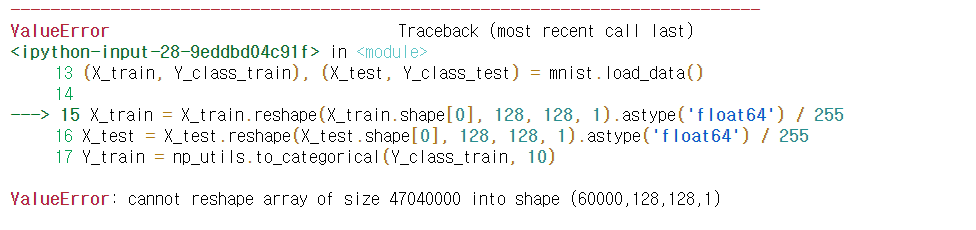 ---------------------------------------------------------------------------
ValueError Traceback (most recent call last)
<ipython-input-28-9eddbd04c91f> in <module>
13 (X_train, Y_class_train), (X_test, Y_class_test) = mnist.load_data()
14
---> 15 X_train = X_train.reshape(X_train.shape[0], 128, 128, 1).astype('float64') / 255
16 X_test = X_test.reshape(X_test.shape[0], 128, 128, 1).astype('float64') / 255
17 Y_train = np_utils.to_categorical(Y_class_train, 10)
ValueError: cannot reshape array of size 47040000 into shape (60000,128,128,1)